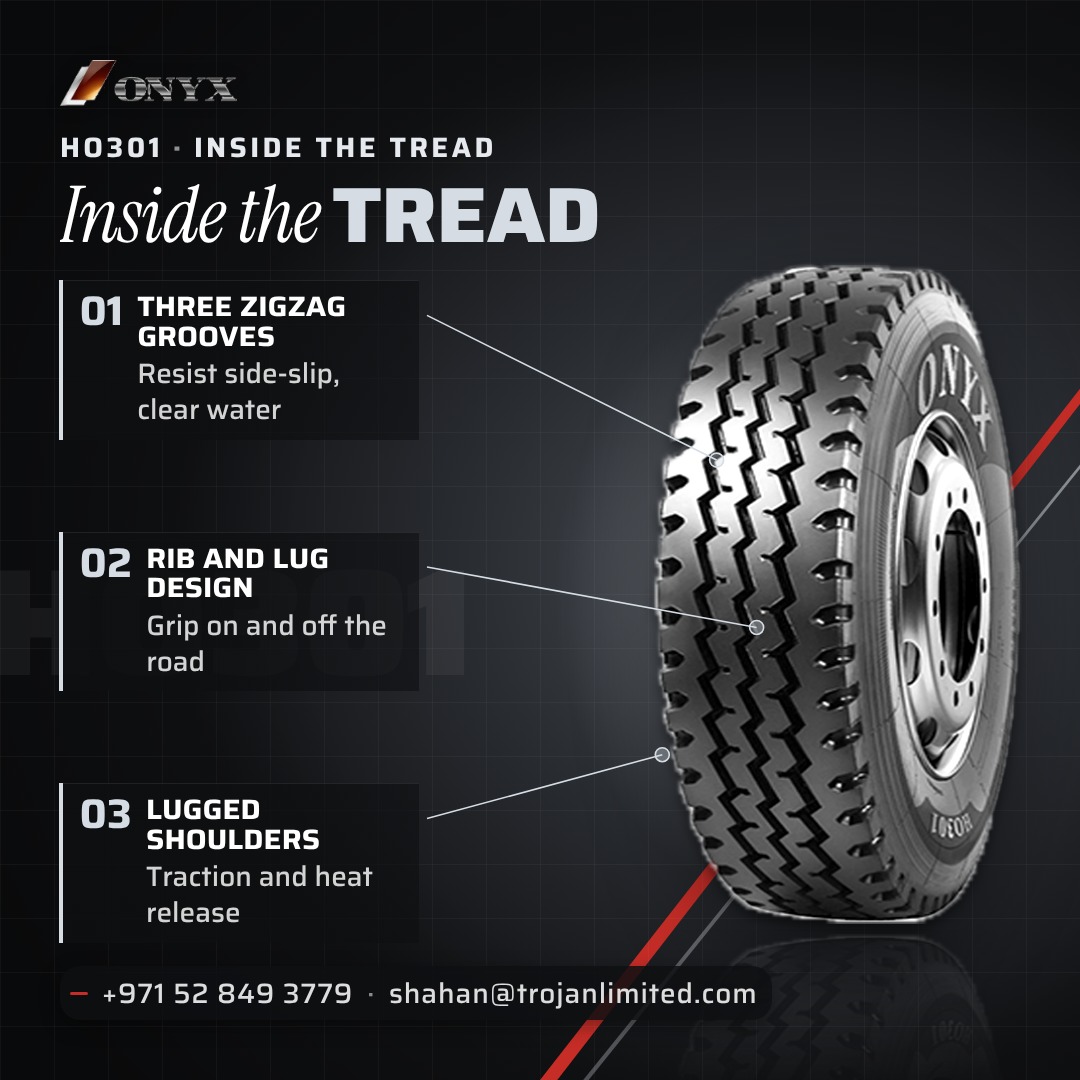 ONYX
HO301 · INSIDE THE TREAD
Inside the TREAD
01 THREE ZIGZAG
GROOVES
Resist side-slip,
clear water
02 RIB AND LUG
DESIGN
Grip on and off the
road
03 LUGGED
SHOULDERS
Traction and heat
release
ONYX
HO301
HO301
+971 52 849 3779 · shahan@trojanlimited.com